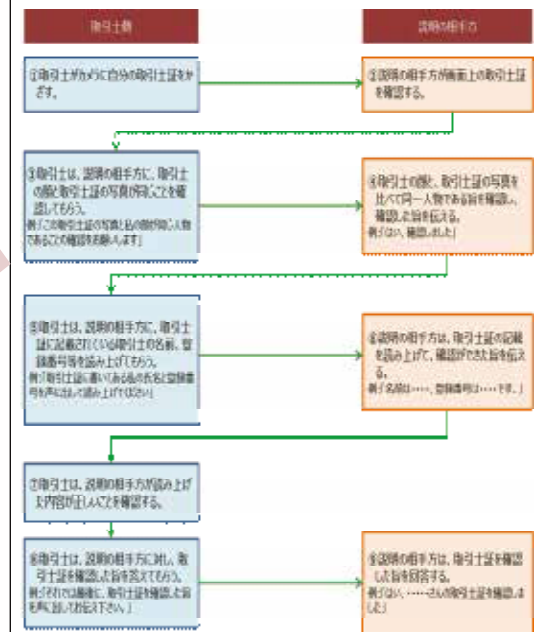 取引士側
説明の相手方
①取引士がカメラに自分の取引士証をか
ざす。
②説明の相手方が画面上の取引士証
を確認する。
③取引士は、説明の相手方に、取引士
の顔と取引士証の写真が同じことを確
認してもらう。
例:「この取引士証の写真と私の顔が同じ人物
であることの確認をお願いします」
④取引士の顔と、取引士証の写真を
比べて同一人物である旨を確認し、
確認した旨を伝える。
例:「はい、確認しました」
⑤取引士は、説明の相手方に、取引士
証に記載されている取引士の名前、登
録番号等を読み上げてもらう。
例:「取引士証に書いてある私の氏名と登録番
号を声に出して読み上げてください」
⑥説明の相手方は、取引士証の記載
を読み上げて、確認ができた旨を伝え
る。
例:「名前は・・・・、登録番号は・・・・です。」
⑦取引士は、説明の相手方が読み上げ
た内容が正しいことを確認する。
⑧取引士は、説明の相手方に対し、取
引士証を確認した旨を答えてもらう。
例:「それでは最後に、取引士証を確認した旨
を声に出してお伝え下さい。」
⑨説明の相手方は、取引士証を確認
した旨を回答する。
例:「はい、・・・・さんの取引士証を確認しま
した」